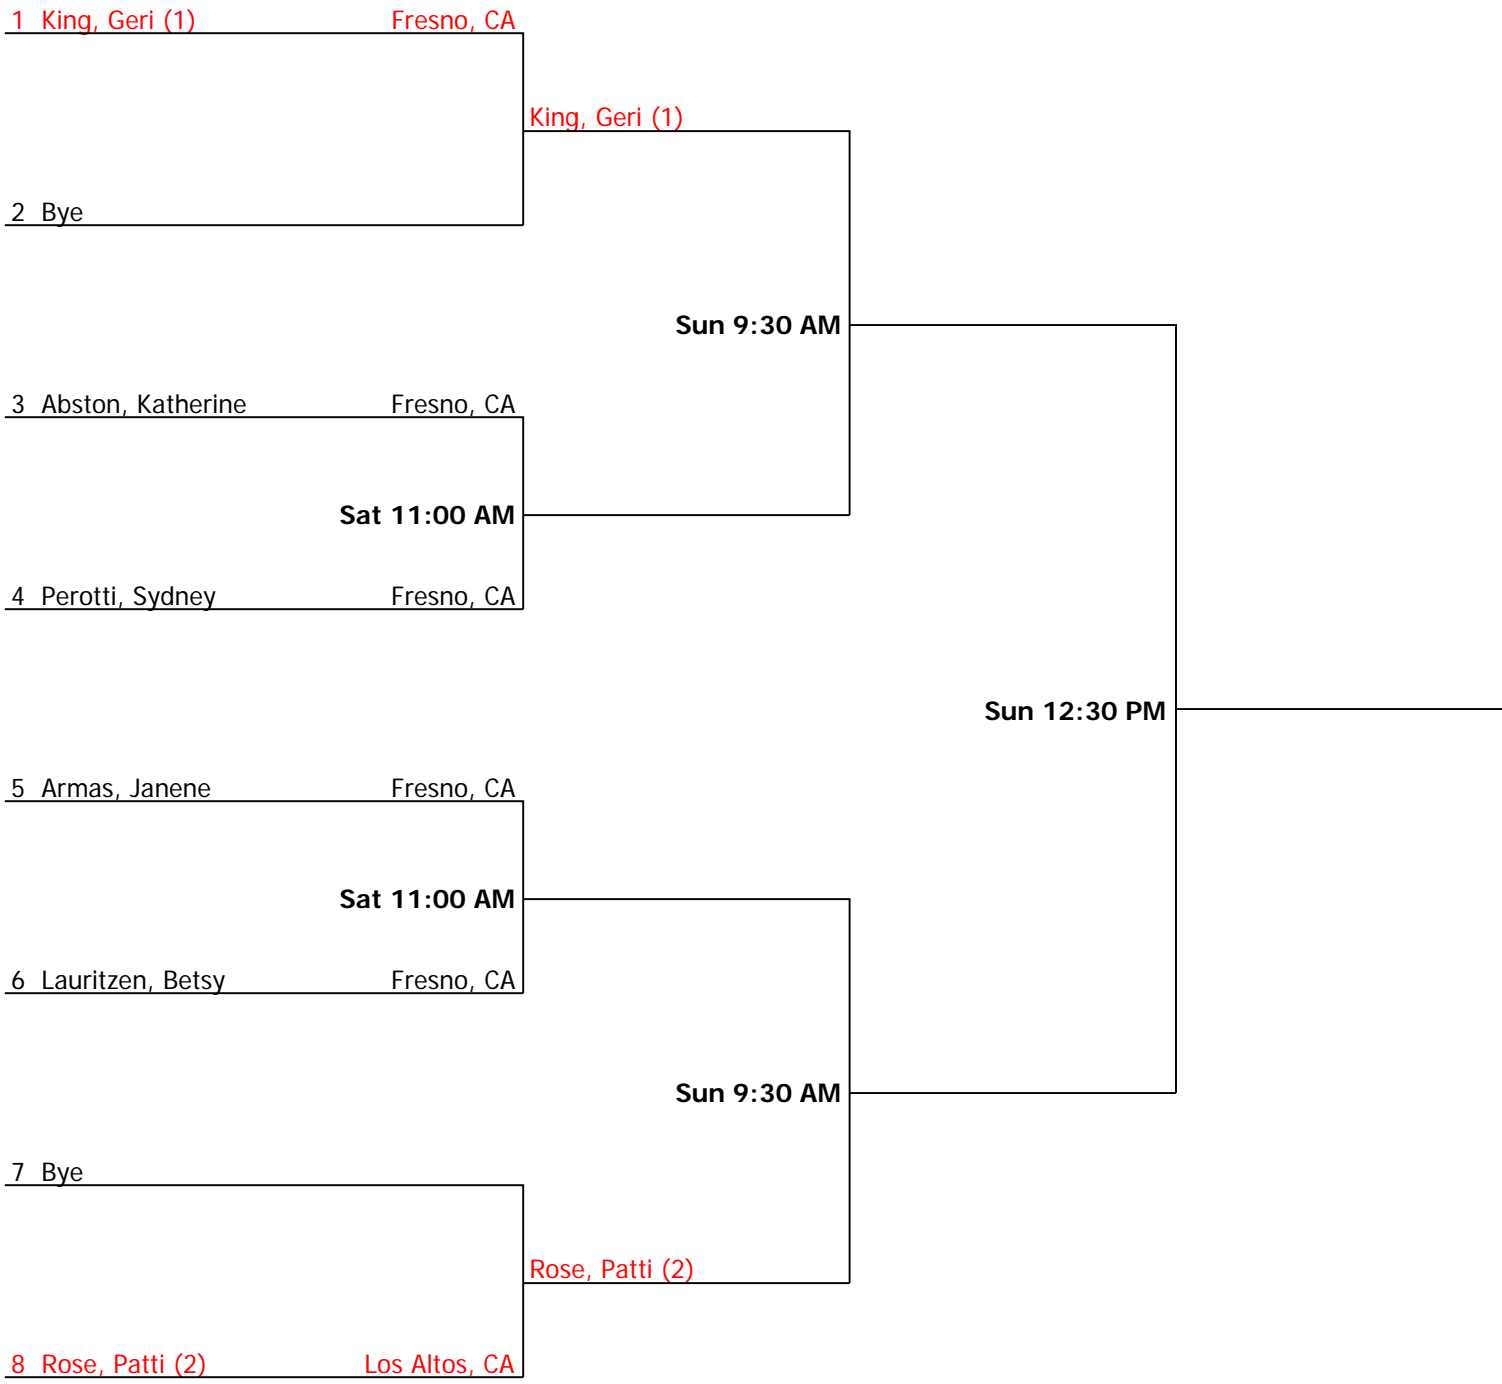 1 King, Geri (1) Fresno, CA
King, Geri (1)
2 Bye
Sun 9:30 AM
3 Abston, Katherine Fresno, CA
Sat 11:00 AM
4 Perotti, Sydney Fresno, CA
Sun 12:30 PM
5 Armas, Janene Fresno, CA
Sat 11:00 AM
6 Lauritzen, Betsy Fresno, CA
Sun 9:30 AM
7 Bye
Rose, Patti (2)
8 Rose, Patti (2) Los Altos, CA